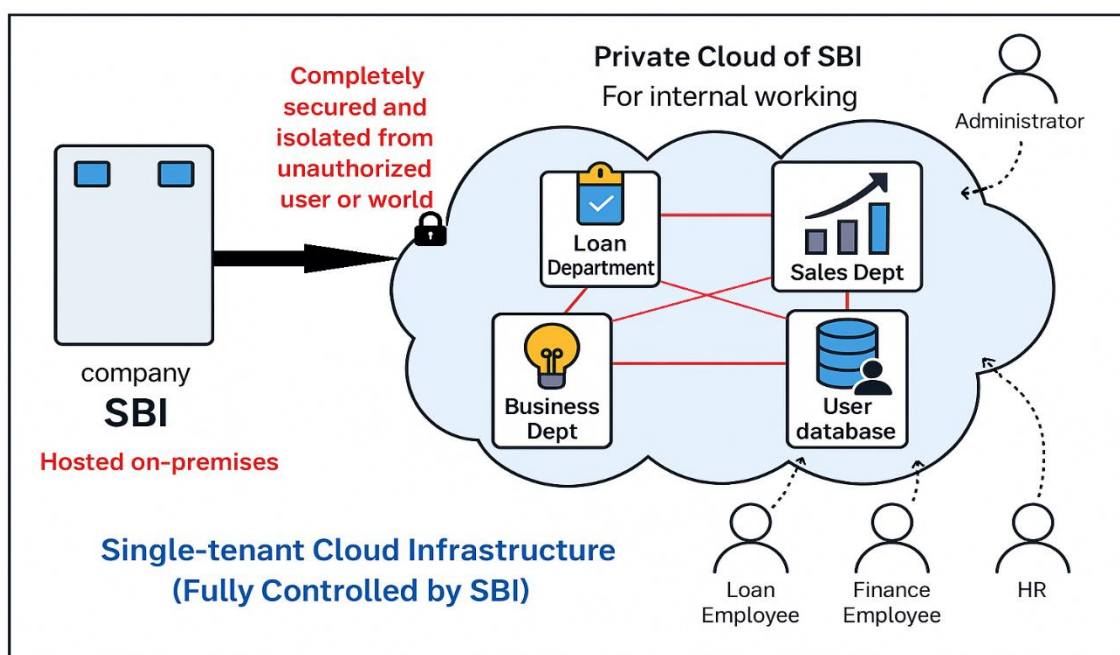 Completely
secured and
isolated from
unauthorized
user or world
Private Cloud of SBI
For internal working
Administrator
Loan
Department
Sales Dept
Business
Dept
User
database
company
SBI
Hosted on-premises
Single-tenant Cloud Infrastructure
(Fully Controlled by SBI)
Loan
Employee
Finance
Employee
HR